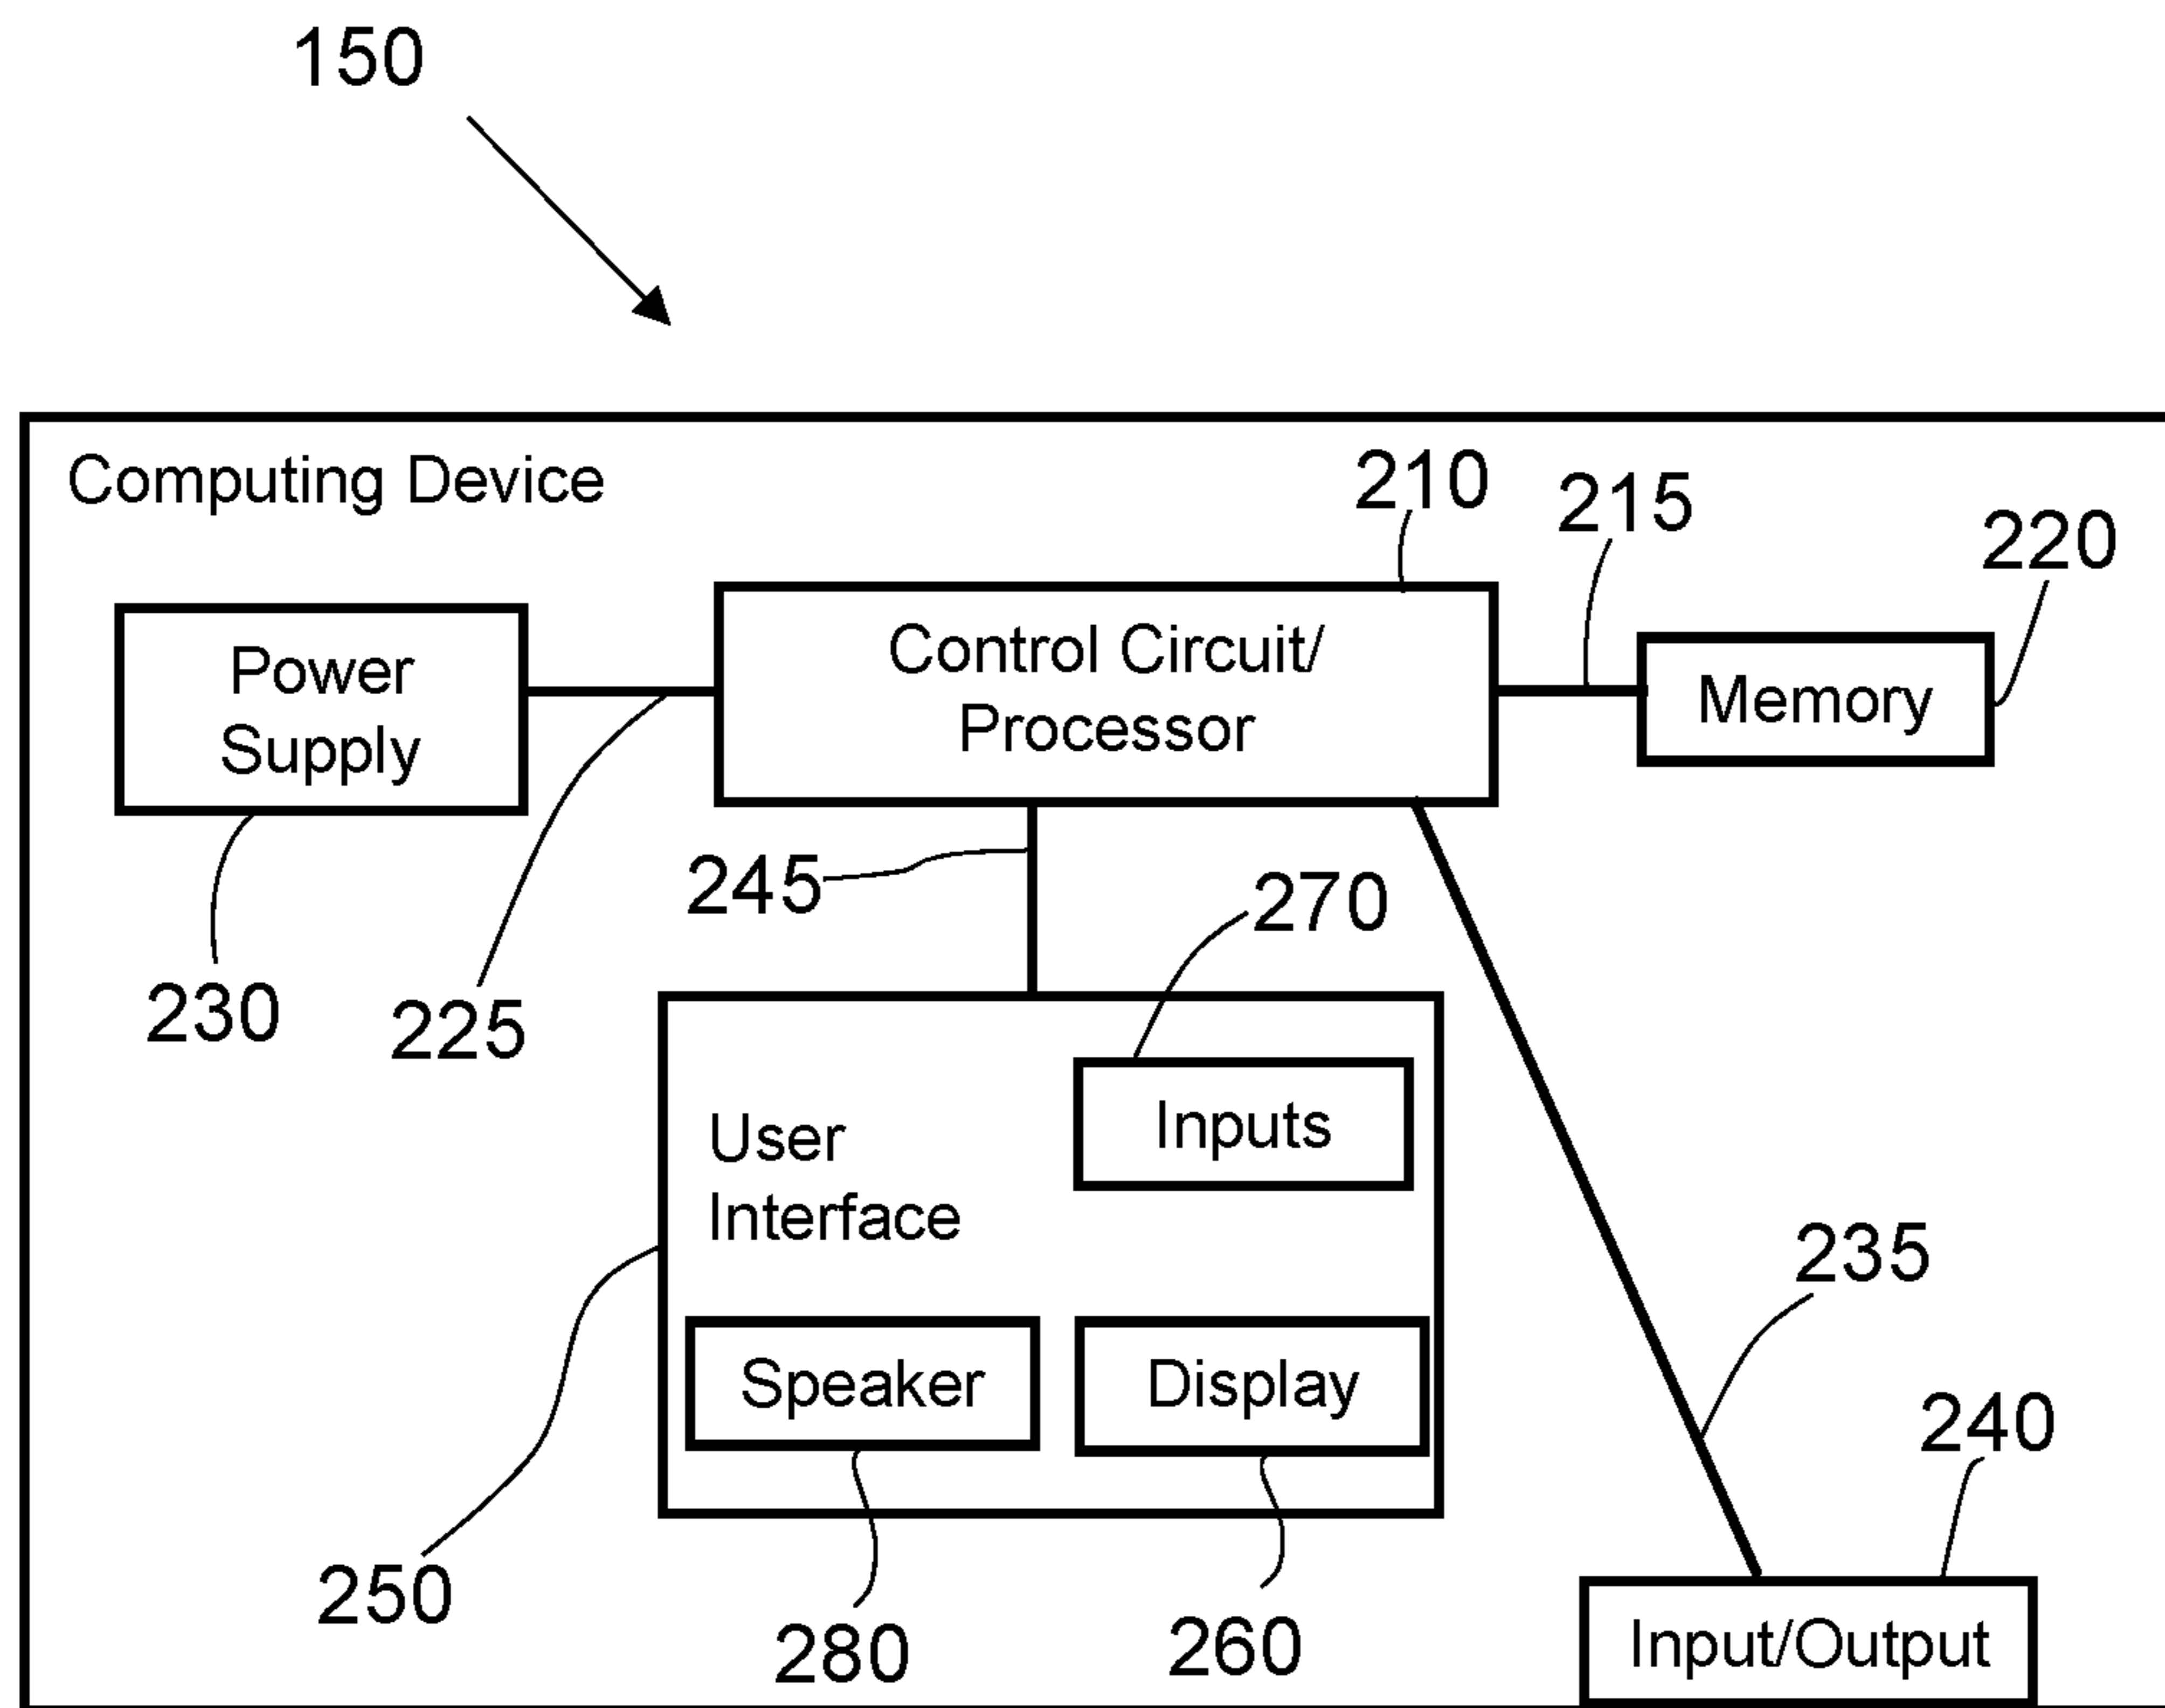 150
Computing Device
210
215
220
Power
Supply
Control Circuit/
Processor
Memory
245
270
230
225
Inputs
User
Interface
235
Speaker
Display
240
250
280
260
Input/Output